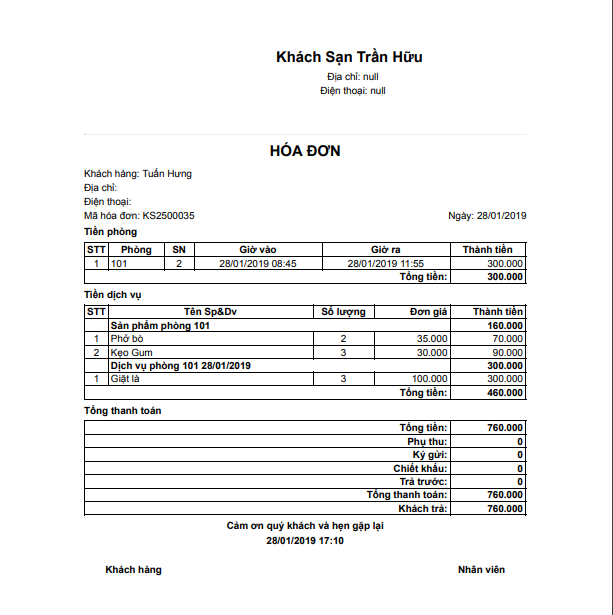 Khách Sạn Trần Hữu
Địa chỉ: null
Điện thoại: null
HÓA ĐƠN
Khách hàng: Tuấn Hưng
Địa chỉ:
Điện thoại:
Mã hóa đơn: KS2500035 Ngày: 28/01/2019
Tiền phòng
STT Phòng SN Giờ vào Giờ ra Thành tiền
1 101 2 28/01/2019 08:45 28/01/2019 11:55 300.000
Tổng tiền: 300.000
Tiền dịch vụ
STT Tên Sp&Dv Số lượng Đơn giá Thành tiền
Sản phẩm phòng 101 160.000
1 Phở bò 2 35.000 70.000
2 Kẹo Gum 3 30.000 90.000
Dịch vụ phòng 101 28/01/2019 300.000
1 Giặt là 3 100.000 300.000
Tổng tiền: 460.000
Tổng thanh toán
Tổng tiền: 760.000
Phụ thu: 0
Ký gửi: 0
Chiết khấu: 0
Trả trước: 0
Tổng thanh toán: 760.000
Khách trả: 760.000
Cảm ơn quý khách và hẹn gặp lại
28/01/2019 17:10
Khách hàng Nhân viên